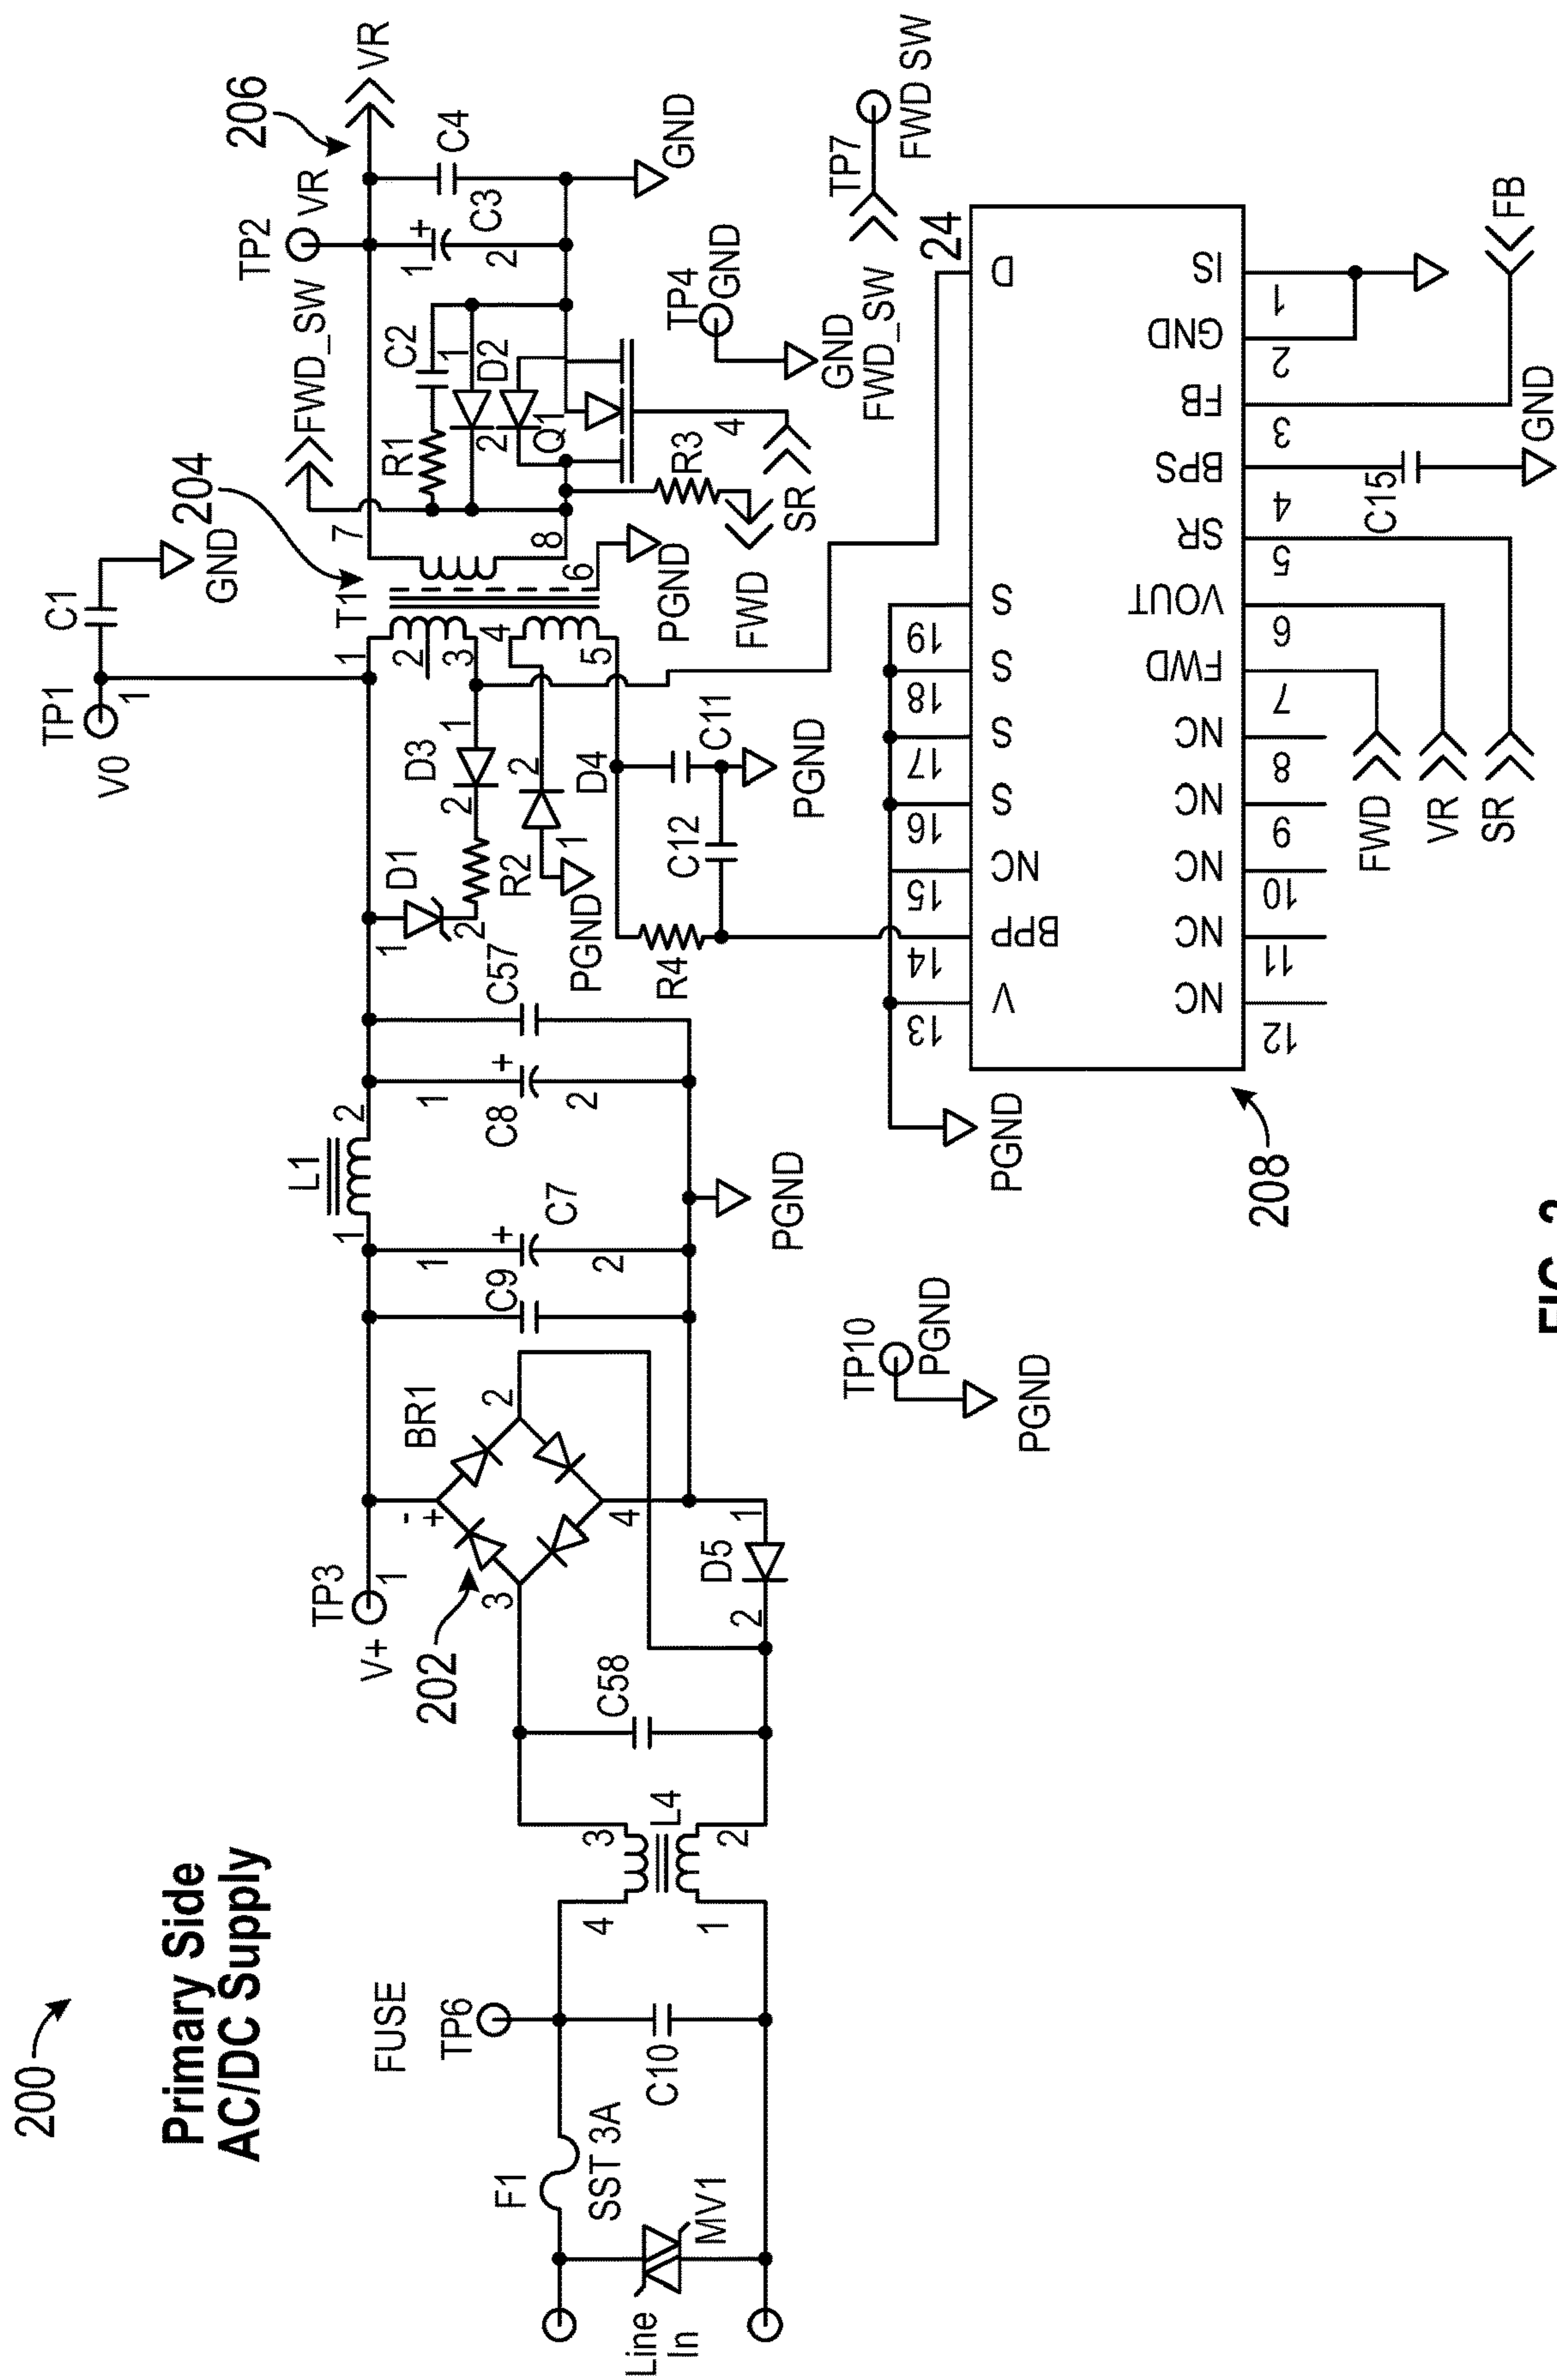 200
Primary Side
AC/DC Supply
Line
In
MV1
F1
SST 3A
FUSE
TP6
C10
4
1
L4
3
2
C58
202
V+
TP3
1
BR1
-
+
3
2
4
D5
1
2
C9
C7
+
1
2
PGND
L1
1
2
C8
+
1
2
C57
TP10
PGND
PGND
D1
1
2
R2
D3
1
2
D4
2
1
PGND
R4
C12
C11
PGND
TP1
V0
1
C1
GND
204
T1
1
2
3
4
5
6
7
8
PGND
FWD_SW
R1
C2
D2
1
2
Q1
4
R3
FWD
SR
TP2
VR
C3
+
1
2
C4
GND
206
VR
TP4
GND
GND
FWD_SW
TP7
FWD SW
208
PGND
13
V
14
BPP
15
NC
16
S
17
S
18
S
19
S
24
D
12
NC
11
NC
10
NC
9
NC
8
NC
7
FWD
6
VOUT
5
SR
4
BPS
3
FB
2
GND
1
IS
FWD
VR
SR
C15
GND
FB